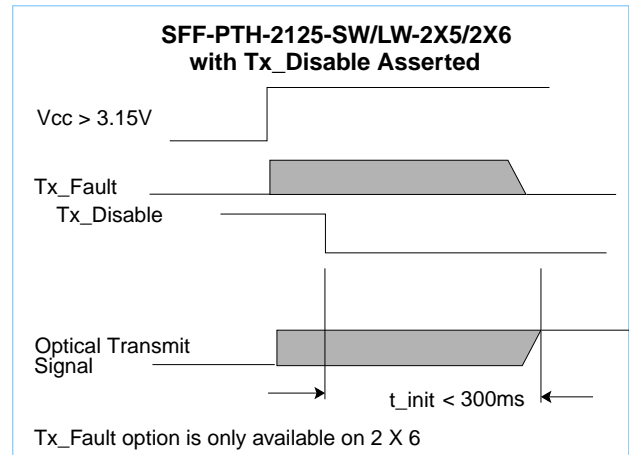 SFF-PTH-2125-SW/LW-2X5/2X6
with Tx_Disable Asserted
Vcc > 3.15V
Tx_Fault
Tx_Disable
Optical Transmit
Signal
t_init < 300ms
Tx_Fault option is only available on 2 X 6